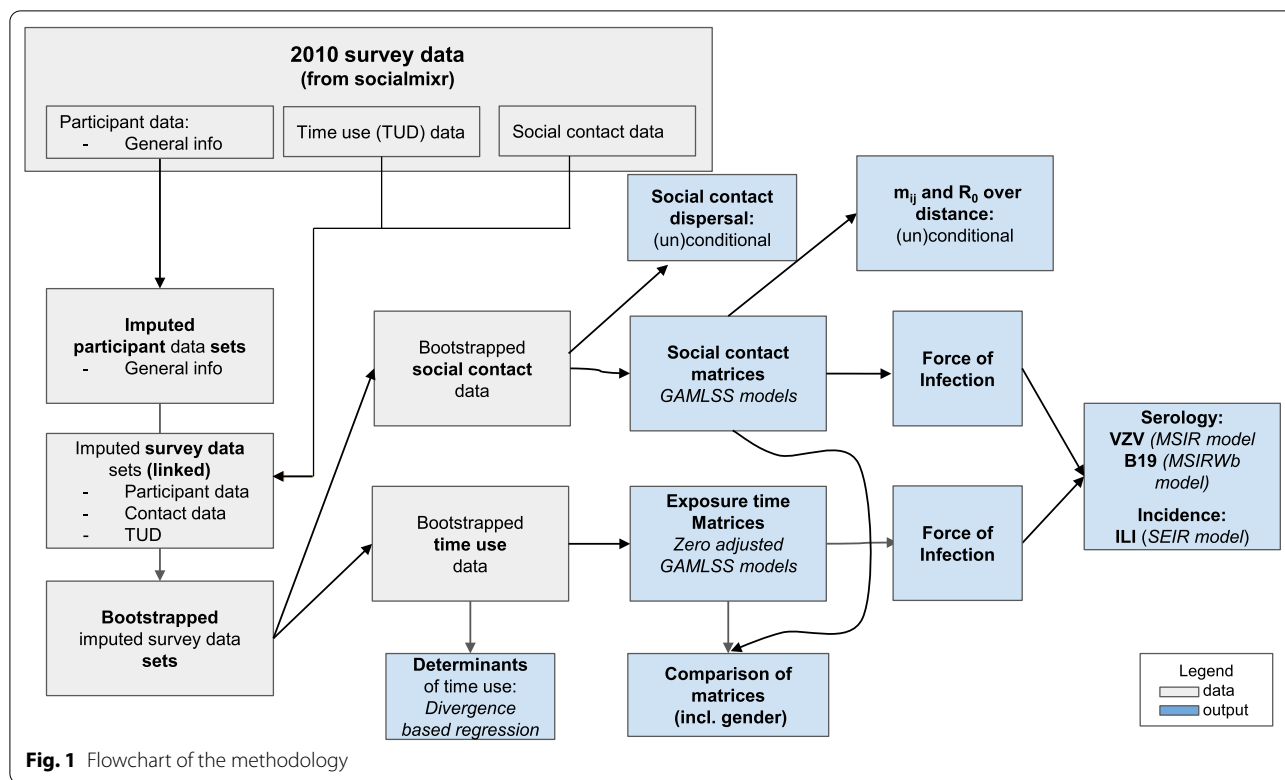 2010 survey data
(from socialmixr)
Participant data:
- General info
Time use (TUD) data
Social contact data
Social contact
dispersal:
(un)conditional
mij and R0 over
distance:
(un)conditional
Imputed
participant data sets
- General info
Bootstrapped
social contact
data
Social contact
matrices
GAMLSS models
Force of
Infection
Serology:
VZV (MSIR model
B19 (MSIRWb
model)
Incidence:
ILI (SEIR model)
Imputed survey data
sets (linked)
- Participant data
- Contact data
- TUD
Bootstrapped
time use
data
Exposure time
Matrices
Zero adjusted
GAMLSS models
Force of
Infection
Bootstrapped
imputed survey data
sets
Determinants
of time use:
Divergence
based regression
Comparison of
matrices
(incl. gender)
Legend
data
output
Fig. 1 Flowchart of the methodology